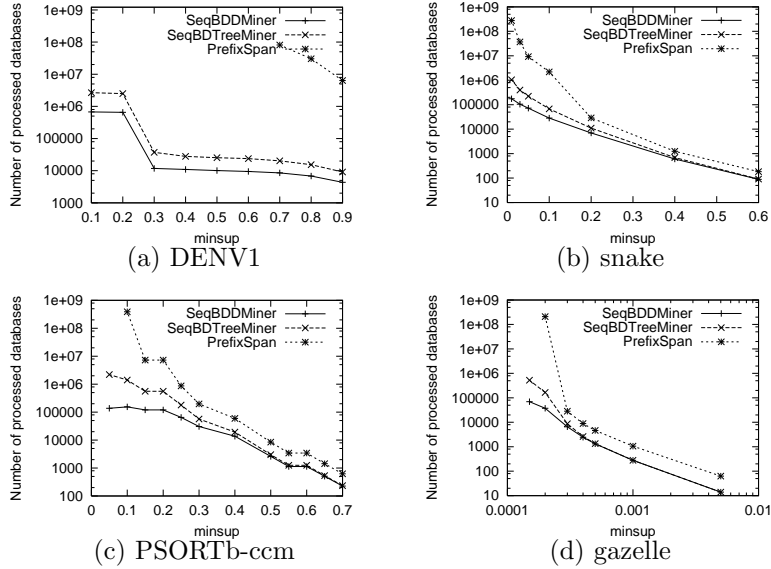 1e+09
1e+08
1e+07
1e+06
100000
10000
1000
Number of processed databases
SeqBDDMiner
SeqBDTreeMiner
PrefixSpan
0.1 0.2 0.3 0.4 0.5 0.6 0.7 0.8 0.9
minsup
(a) DENV1
1e+09
1e+08
1e+07
1e+06
100000
10000
1000
100
10
Number of processed databases
SeqBDDMiner
SeqBDTreeMiner
PrefixSpan
0 0.1 0.2 0.3 0.4 0.5 0.6
minsup
(b) snake
1e+09
1e+08
1e+07
1e+06
100000
10000
1000
100
Number of processed databases
SeqBDDMiner
SeqBDTreeMiner
PrefixSpan
0 0.1 0.2 0.3 0.4 0.5 0.6 0.7
minsup
(c) PSORTb-ccm
1e+09
1e+08
1e+07
1e+06
100000
10000
1000
100
10
Number of processed databases
SeqBDDMiner
SeqBDTreeMiner
PrefixSpan
0.0001 0.001 0.01
minsup
(d) gazelle